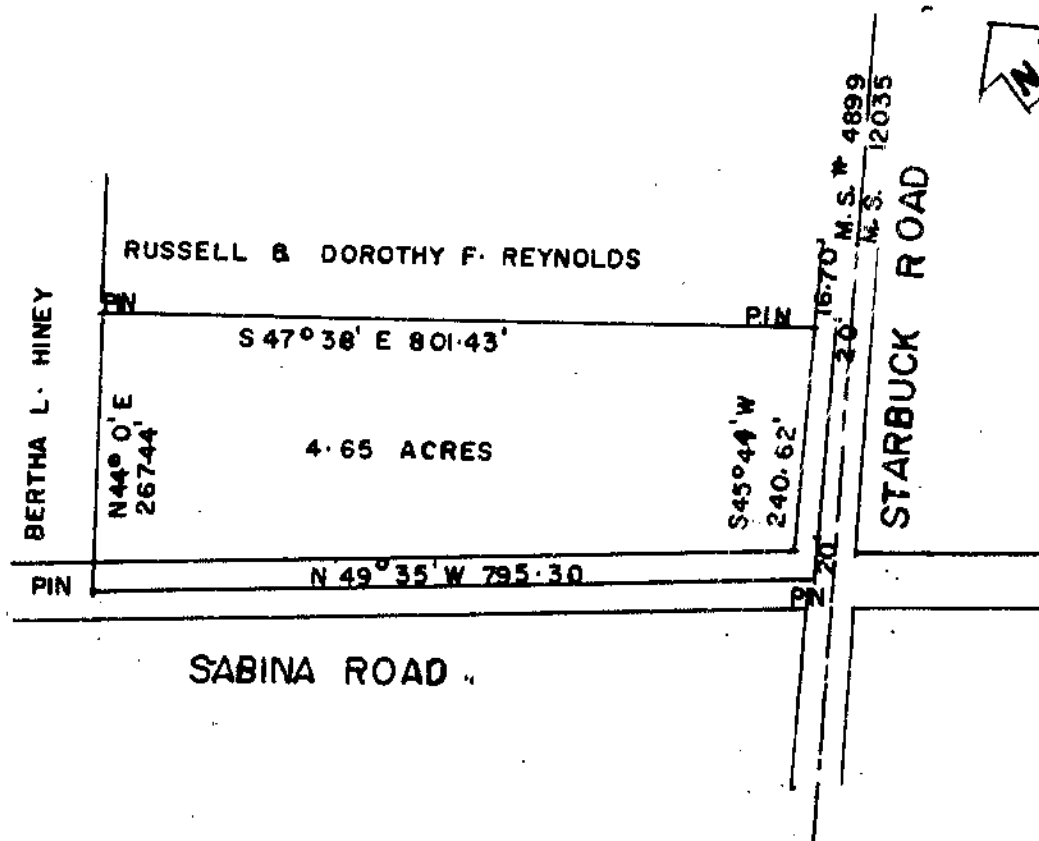 N
M.S.# 4899
M.S. 12035
STARBUCK ROAD
RUSSELL & DOROTHY F. REYNOLDS
16.70'
20'
PIN
PIN
S 47° 38' E 801.43'
BERTHA L. HINEY
N44° 0' E
267.44'
4.65 ACRES
S45° 44' W
240.62'
PIN
N 49° 35' W 795.30
20'
PIN
SABINA ROAD